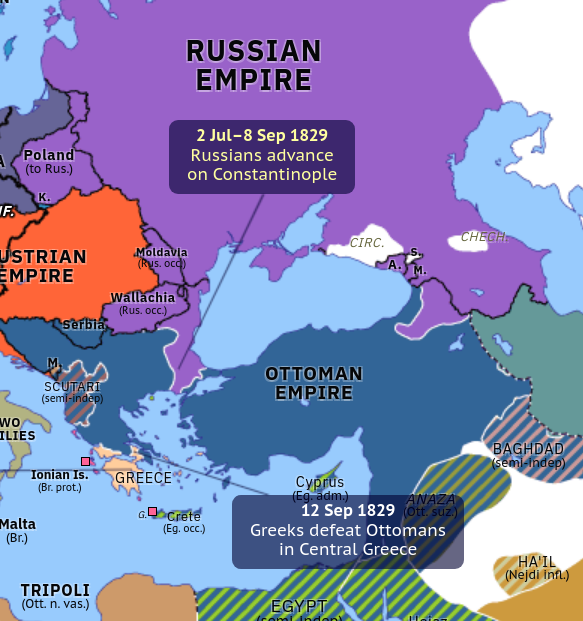 RUSSIAN
EMPIRE
2 Jul–8 Sep 1829
Russians advance
on Constantinople
Poland
(to Rus.)
A
K.
NF.
USTRIAN
EMPIRE
CIRC.
CHECH.
S.
A.
M.
Moldavia
(Rus. occ)
Wallachia
(Rus. occ.)
Serbia
M.
SCUTARI
(semi-indep)
OTTOMAN
EMPIRE
WO
ILIES
BAGHDAD
(semi-indep)
Ionian Is.
(Br. prot.)
GREECE
Cyprus
(Eg. adm.)
ANAZA
(Ott. suz.)
12 Sep 1829
Greeks defeat Ottomans
in Central Greece
G.
Crete
(Eg. occ.)
Malta
(Br.)
HA'IL
(Nejdi infl.)
TRIPOLI
(Ott. n. vas.)
EGYPT
(semi-indep)
Hejaz